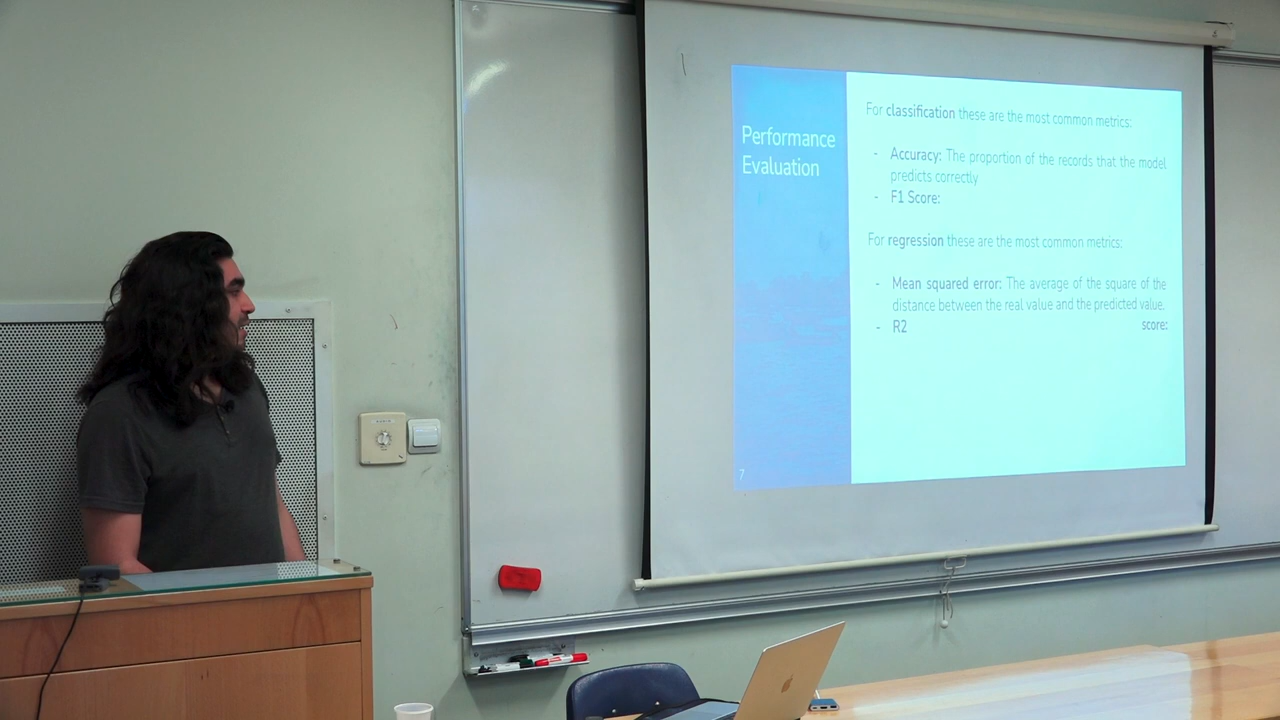 Performance
Evaluation
For classification these are the most common metrics:
- Accuracy: The proportion of the records that the model
predicts correctly
- F1 Score:
For regression these are the most common metrics:
- Mean squared error: The average of the square of the
distance between the real value and the predicted value.
- R2 score:
7